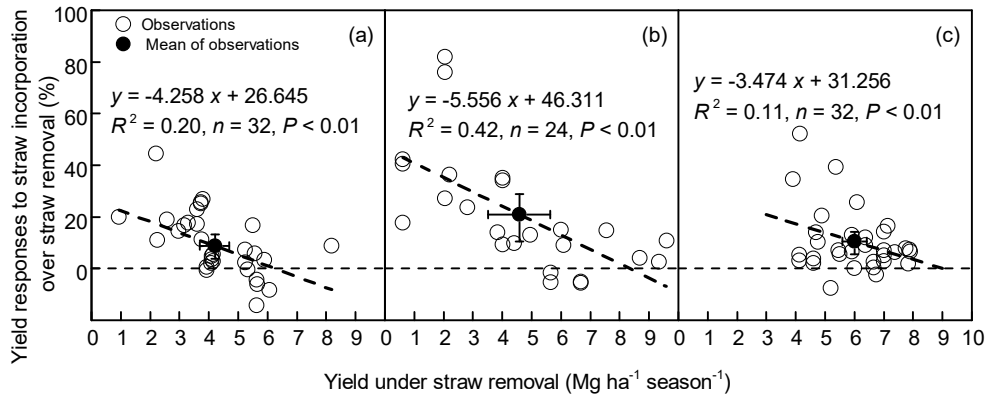 Yield responses to straw incorporation
over straw removal (%)
100
80
60
40
20
0
Observations
Mean of observations
(a)
y = -4.258 x + 26.645
R² = 0.20, n = 32, P < 0.01
(b)
y = -5.556 x + 46.311
R² = 0.42, n = 24, P < 0.01
(c)
y = -3.474 x + 31.256
R² = 0.11, n = 32, P < 0.01
0 1 2 3 4 5 6 7 8 9 0 1 2 3 4 5 6 7 8 9 0 1 2 3 4 5 6 7 8 9 10
Yield under straw removal (Mg ha⁻¹ season⁻¹)